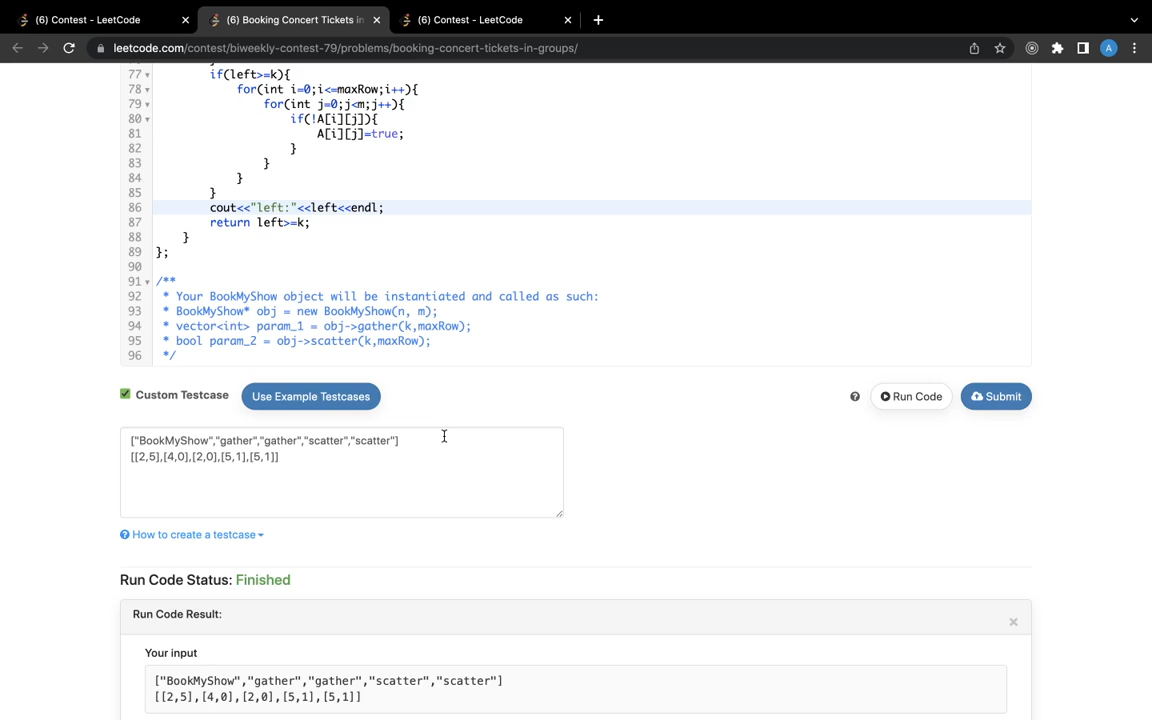 (6) Contest - LeetCode
(6) Booking Concert Tickets in
(6) Contest - LeetCode
leetcode.com/contest/biweekly-contest-79/problems/booking-concert-tickets-in-groups/
A
77 if(left>=k){
78 for(int i=0;i<=maxRow;i++){
79 for(int j=0;j<m;j++){
80 if(!A[i][j]){
81 A[i][j]=true;
82 }
83 }
84 }
85 }
86 cout<<"left:"<<left<<endl;
87 return left>=k;
88 }
89 };
90
91 /**
92 * Your BookMyShow object will be instantiated and called as such:
93 * BookMyShow* obj = new BookMyShow(n, m);
94 * vector<int> param_1 = obj->gather(k,maxRow);
95 * bool param_2 = obj->scatter(k,maxRow);
96 */
Custom Testcase
Use Example Testcases
Run Code
Submit
["BookMyShow","gather","gather","scatter","scatter"]
[[2,5],[4,0],[2,0],[5,1],[5,1]]
How to create a testcase
Run Code Status: Finished
Run Code Result:
Your input
["BookMyShow","gather","gather","scatter","scatter"]
[[2,5],[4,0],[2,0],[5,1],[5,1]]